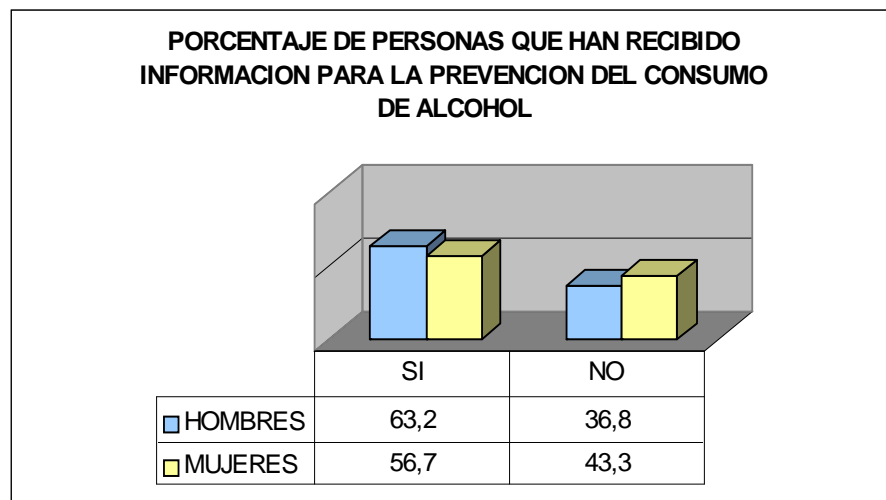 PORCENTAJE DE PERSONAS QUE HAN RECIBIDO
INFORMACION PARA LA PREVENCION DEL CONSUMO
DE ALCOHOL
SI NO
HOMBRES 63,2 36,8
MUJERES 56,7 43,3